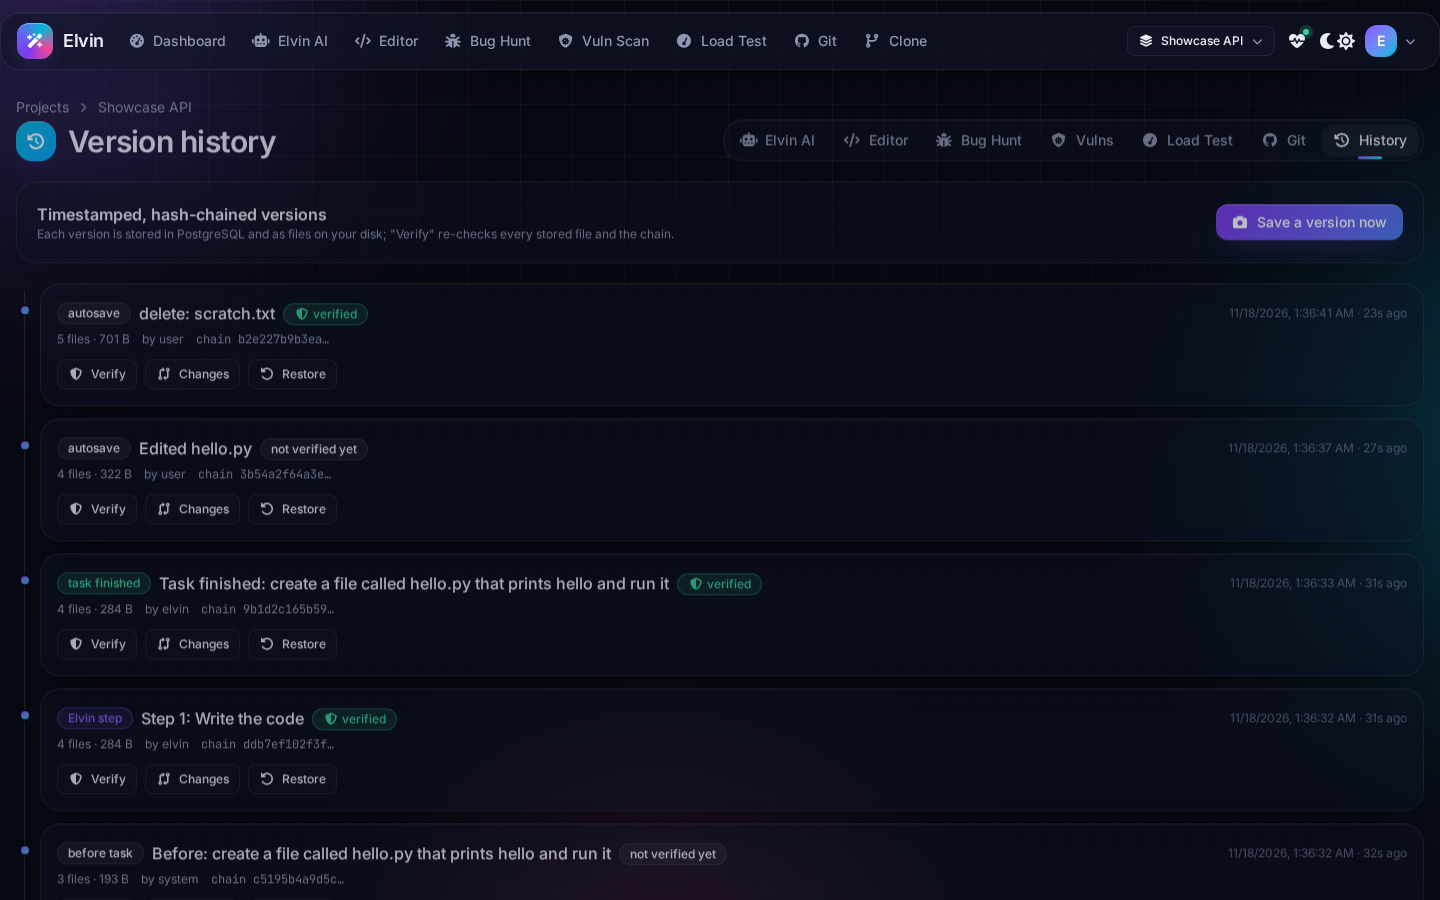 Elvin Dashboard Elvin AI Editor Bug Hunt Vuln Scan Load Test Git Clone Showcase API E
Projects > Showcase API
Version history
Elvin AI Editor Bug Hunt Vulns Load Test Git History
Timestamped, hash-chained versions
Each version is stored in PostgreSQL and as files on your disk; "Verify" re-checks every stored file and the chain.
Save a version now
autosave delete: scratch.txt verified 11/18/2026, 1:36:41 AM · 23s ago
5 files · 701 B by user chain b2e227b9b3ea…
Verify Changes Restore
autosave Edited hello.py not verified yet 11/18/2026, 1:36:37 AM · 27s ago
4 files · 322 B by user chain 3b54a2f64a3e…
Verify Changes Restore
task finished Task finished: create a file called hello.py that prints hello and run it verified 11/18/2026, 1:36:33 AM · 31s ago
4 files · 284 B by elvin chain 9b1d2c165b59…
Verify Changes Restore
Elvin step Step 1: Write the code verified 11/18/2026, 1:36:32 AM · 31s ago
4 files · 284 B by elvin chain ddb7ef102f3f…
Verify Changes Restore
before task Before: create a file called hello.py that prints hello and run it not verified yet 11/18/2026, 1:36:32 AM · 32s ago
3 files · 193 B by system chain c5195b4a9d5c…